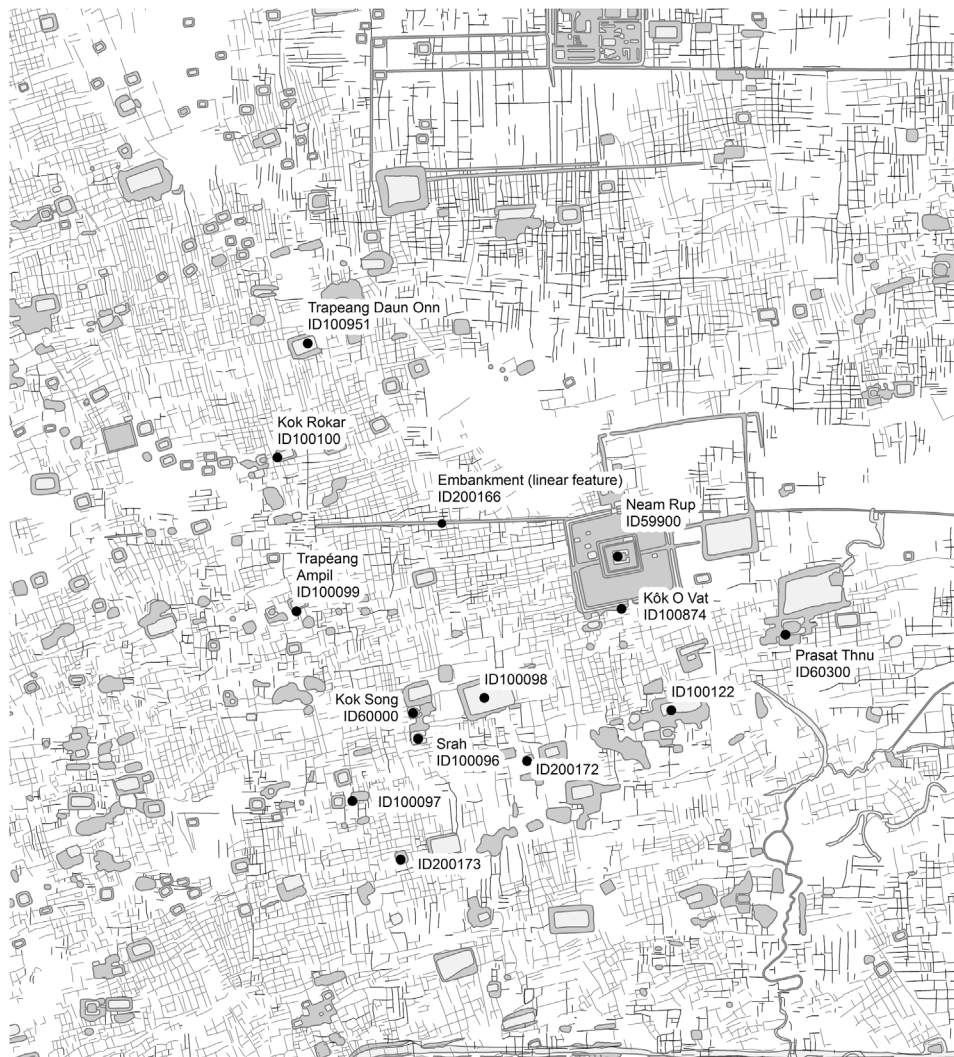 Trapeang Daun Onn
ID100951
Kok Rokar
ID100100
Embankment (linear feature)
ID200166
Neam Rup
ID59900
Trapéang
Ampil
ID100099
Kôk O Vat
ID100874
Prasat Thnu
ID60300
ID100098
ID100122
Kok Song
ID60000
Srah
ID100096
ID200172
ID100097
ID200173